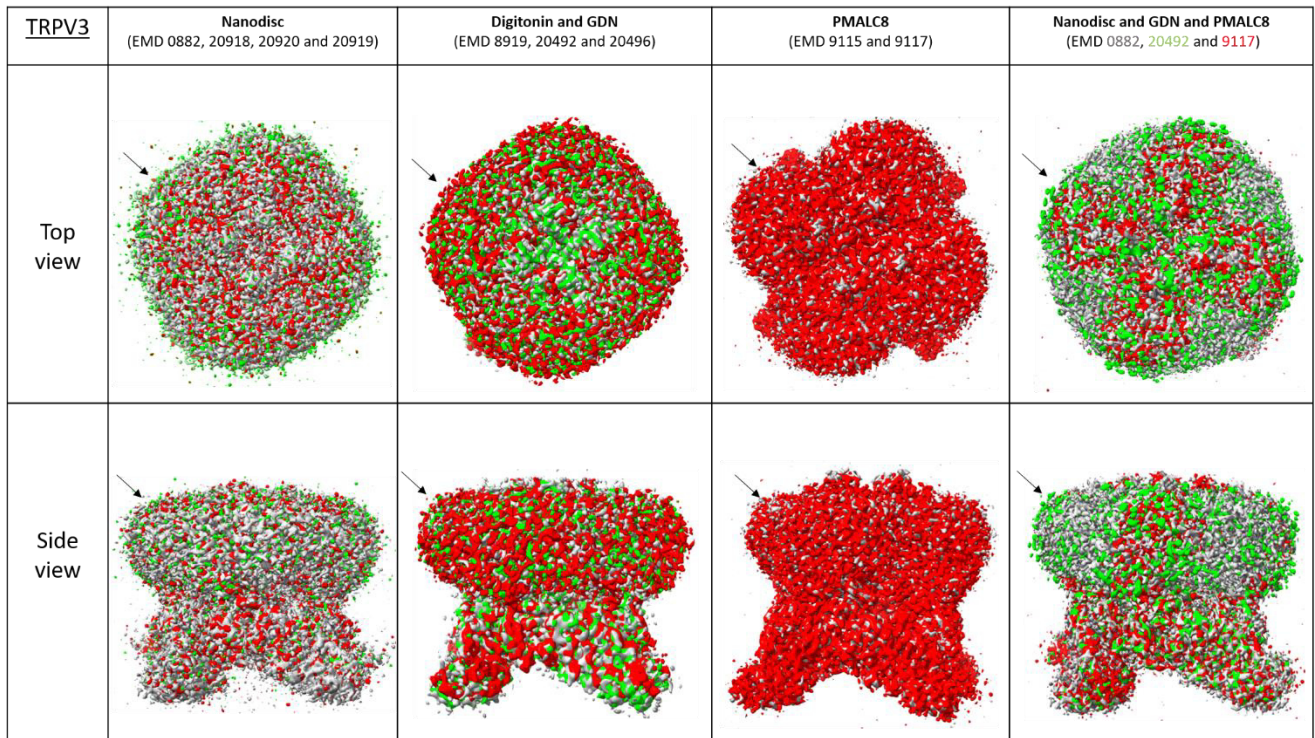 TRPV3
Nanodisc
(EMD 0882, 20918, 20920 and 20919)
Digitonin and GDN
(EMD 8919, 20492 and 20496)
PMALC8
(EMD 9115 and 9117)
Nanodisc and GDN and PMALC8
(EMD 0882, 20492 and 9117)
Top
view
Side
view